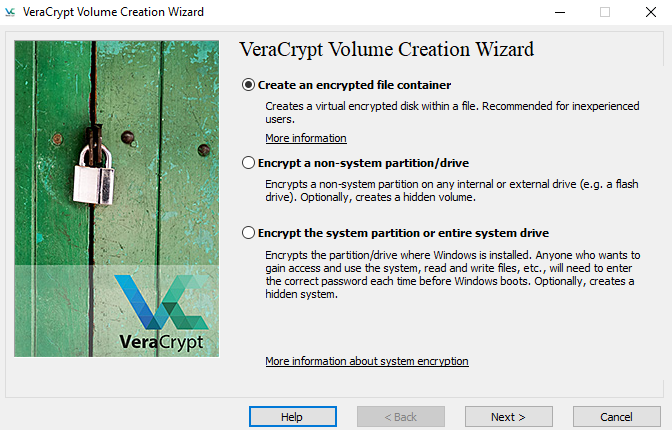 VeraCrypt Volume Creation Wizard
VeraCrypt Volume Creation Wizard
Create an encrypted file container
Creates a virtual encrypted disk within a file. Recommended for inexperienced
users.
More information
Encrypt a non-system partition/drive
Encrypts a non-system partition on any internal or external drive (e.g. a flash
drive). Optionally, creates a hidden volume.
Encrypt the system partition or entire system drive
Encrypts the partition/drive where Windows is installed. Anyone who wants to
gain access and use the system, read and write files, etc., will need to enter
the correct password each time before Windows boots. Optionally, creates a
hidden system.
VeraCrypt
More information about system encryption
Help
< Back
Next >
Cancel